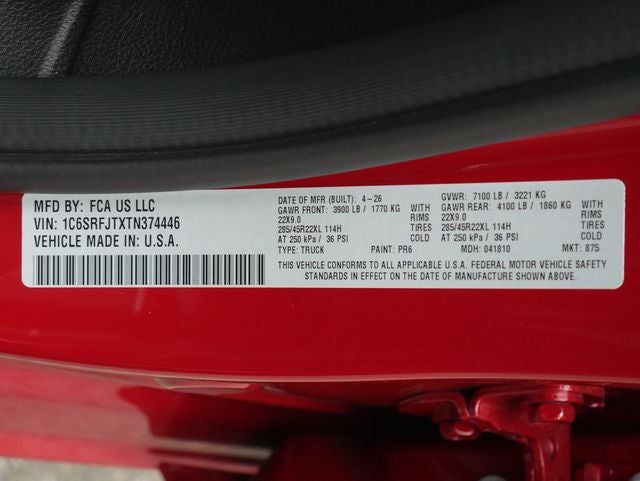 MFD BY: FCA US LLC
VIN: 1C6SRFJTXTN374446
VEHICLE MADE IN: U.S.A.
DATE OF MFR (BUILT): 4-26 GVWR: 7100 LB / 3221 KG
GAWR FRONT: 3900 LB / 1770 KG WITH GAWR REAR: 4100 LB / 1860 KG WITH
22X9.0 RIMS 22X9.0 RIMS
285/45R22XL 114H TIRES 285/45R22XL 114H TIRES
AT 250 kPa / 36 PSI COLD AT 250 kPa / 36 PSI COLD
TYPE: TRUCK PAINT: PR6 MDH: 041810 MKT: 875
THIS VEHICLE CONFORMS TO ALL APPLICABLE U.S.A. FEDERAL MOTOR VEHICLE SAFETY
STANDARDS IN EFFECT ON THE DATE OF MANUFACTURE SHOWN ABOVE.